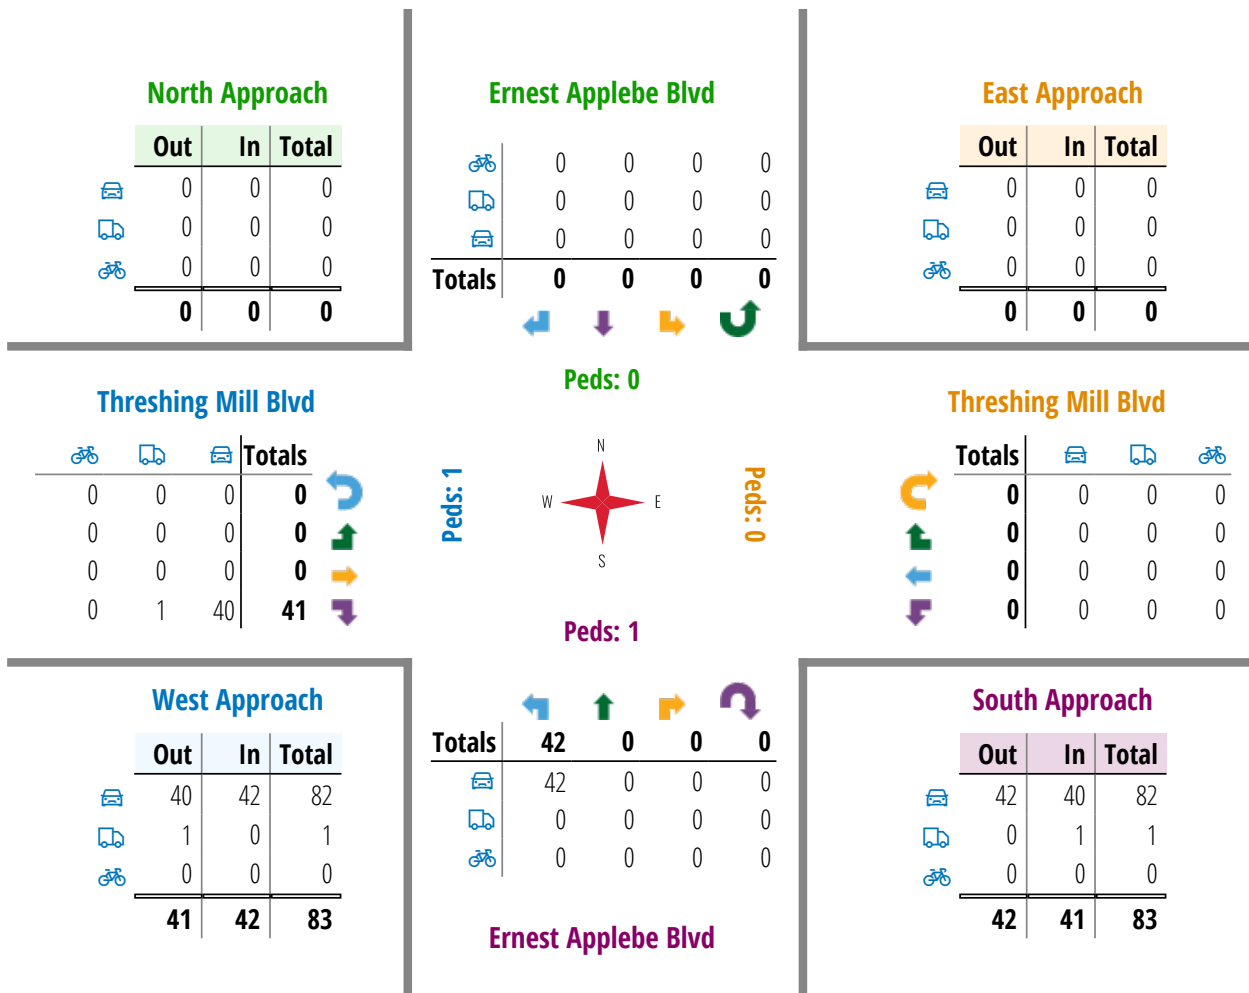 North Approach
Out In Total
0 0 0
0 0 0
0 0 0
0 0 0
Ernest Applebe Blvd
0 0 0 0
0 0 0 0
0 0 0 0
Totals 0 0 0 0
East Approach
Out In Total
0 0 0
0 0 0
0 0 0
0 0 0
Peds: 0
Threshing Mill Blvd
Totals
0 0 0 0
0 0 0 0
0 0 0 0
0 1 40 41
Peds: 1
N
W E
S
Peds: 0
Threshing Mill Blvd
Totals
0 0 0 0
0 0 0 0
0 0 0 0
0 0 0 0
Peds: 1
West Approach
Out In Total
40 42 82
1 0 1
0 0 0
41 42 83
Totals 42 0 0 0
42 0 0 0
0 0 0 0
0 0 0 0
Ernest Applebe Blvd
South Approach
Out In Total
42 40 82
0 1 1
0 0 0
42 41 83